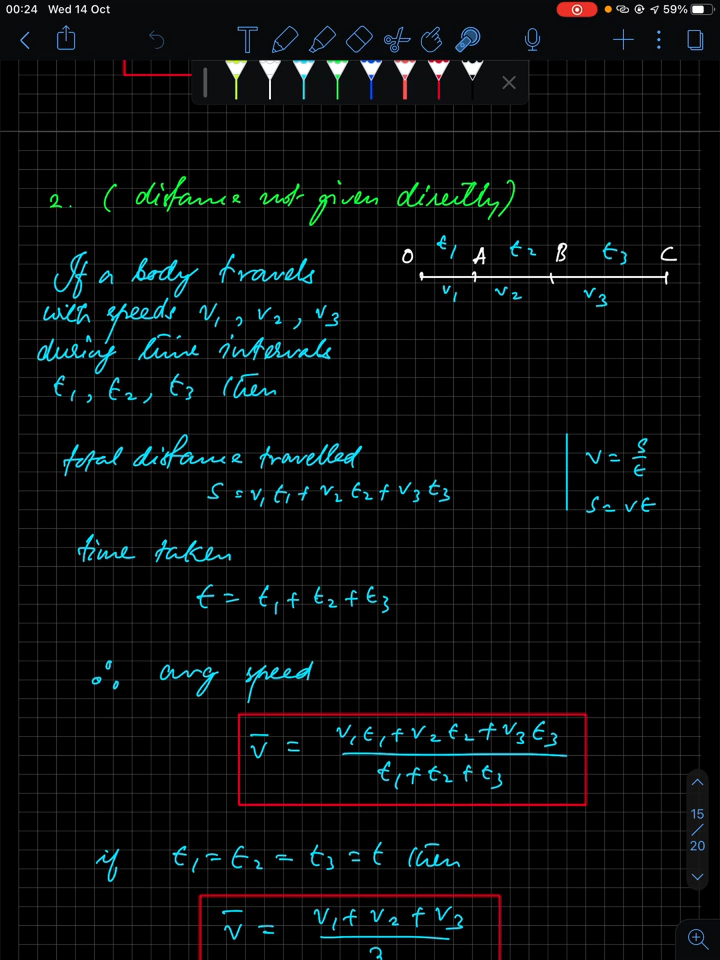 00:24 Wed 14 Oct
59%
2. ( distance not given directly)
O t₁ A t₂ B t₃ C
v₁ v₂ v₃
If a body travels
with speeds v₁, v₂, v₃
during time intervals
t₁, t₂, t₃ then
total distance travelled
S = v₁t₁ + v₂t₂ + v₃t₃
v = S/t
S = vt
time taken
t = t₁ + t₂ + t₃
∴ avg speed
v̅ = (v₁t₁ + v₂t₂ + v₃t₃)/(t₁ + t₂ + t₃)
if t₁ = t₂ = t₃ = t then
v̅ = (v₁ + v₂ + v₃)/3
15
/
20